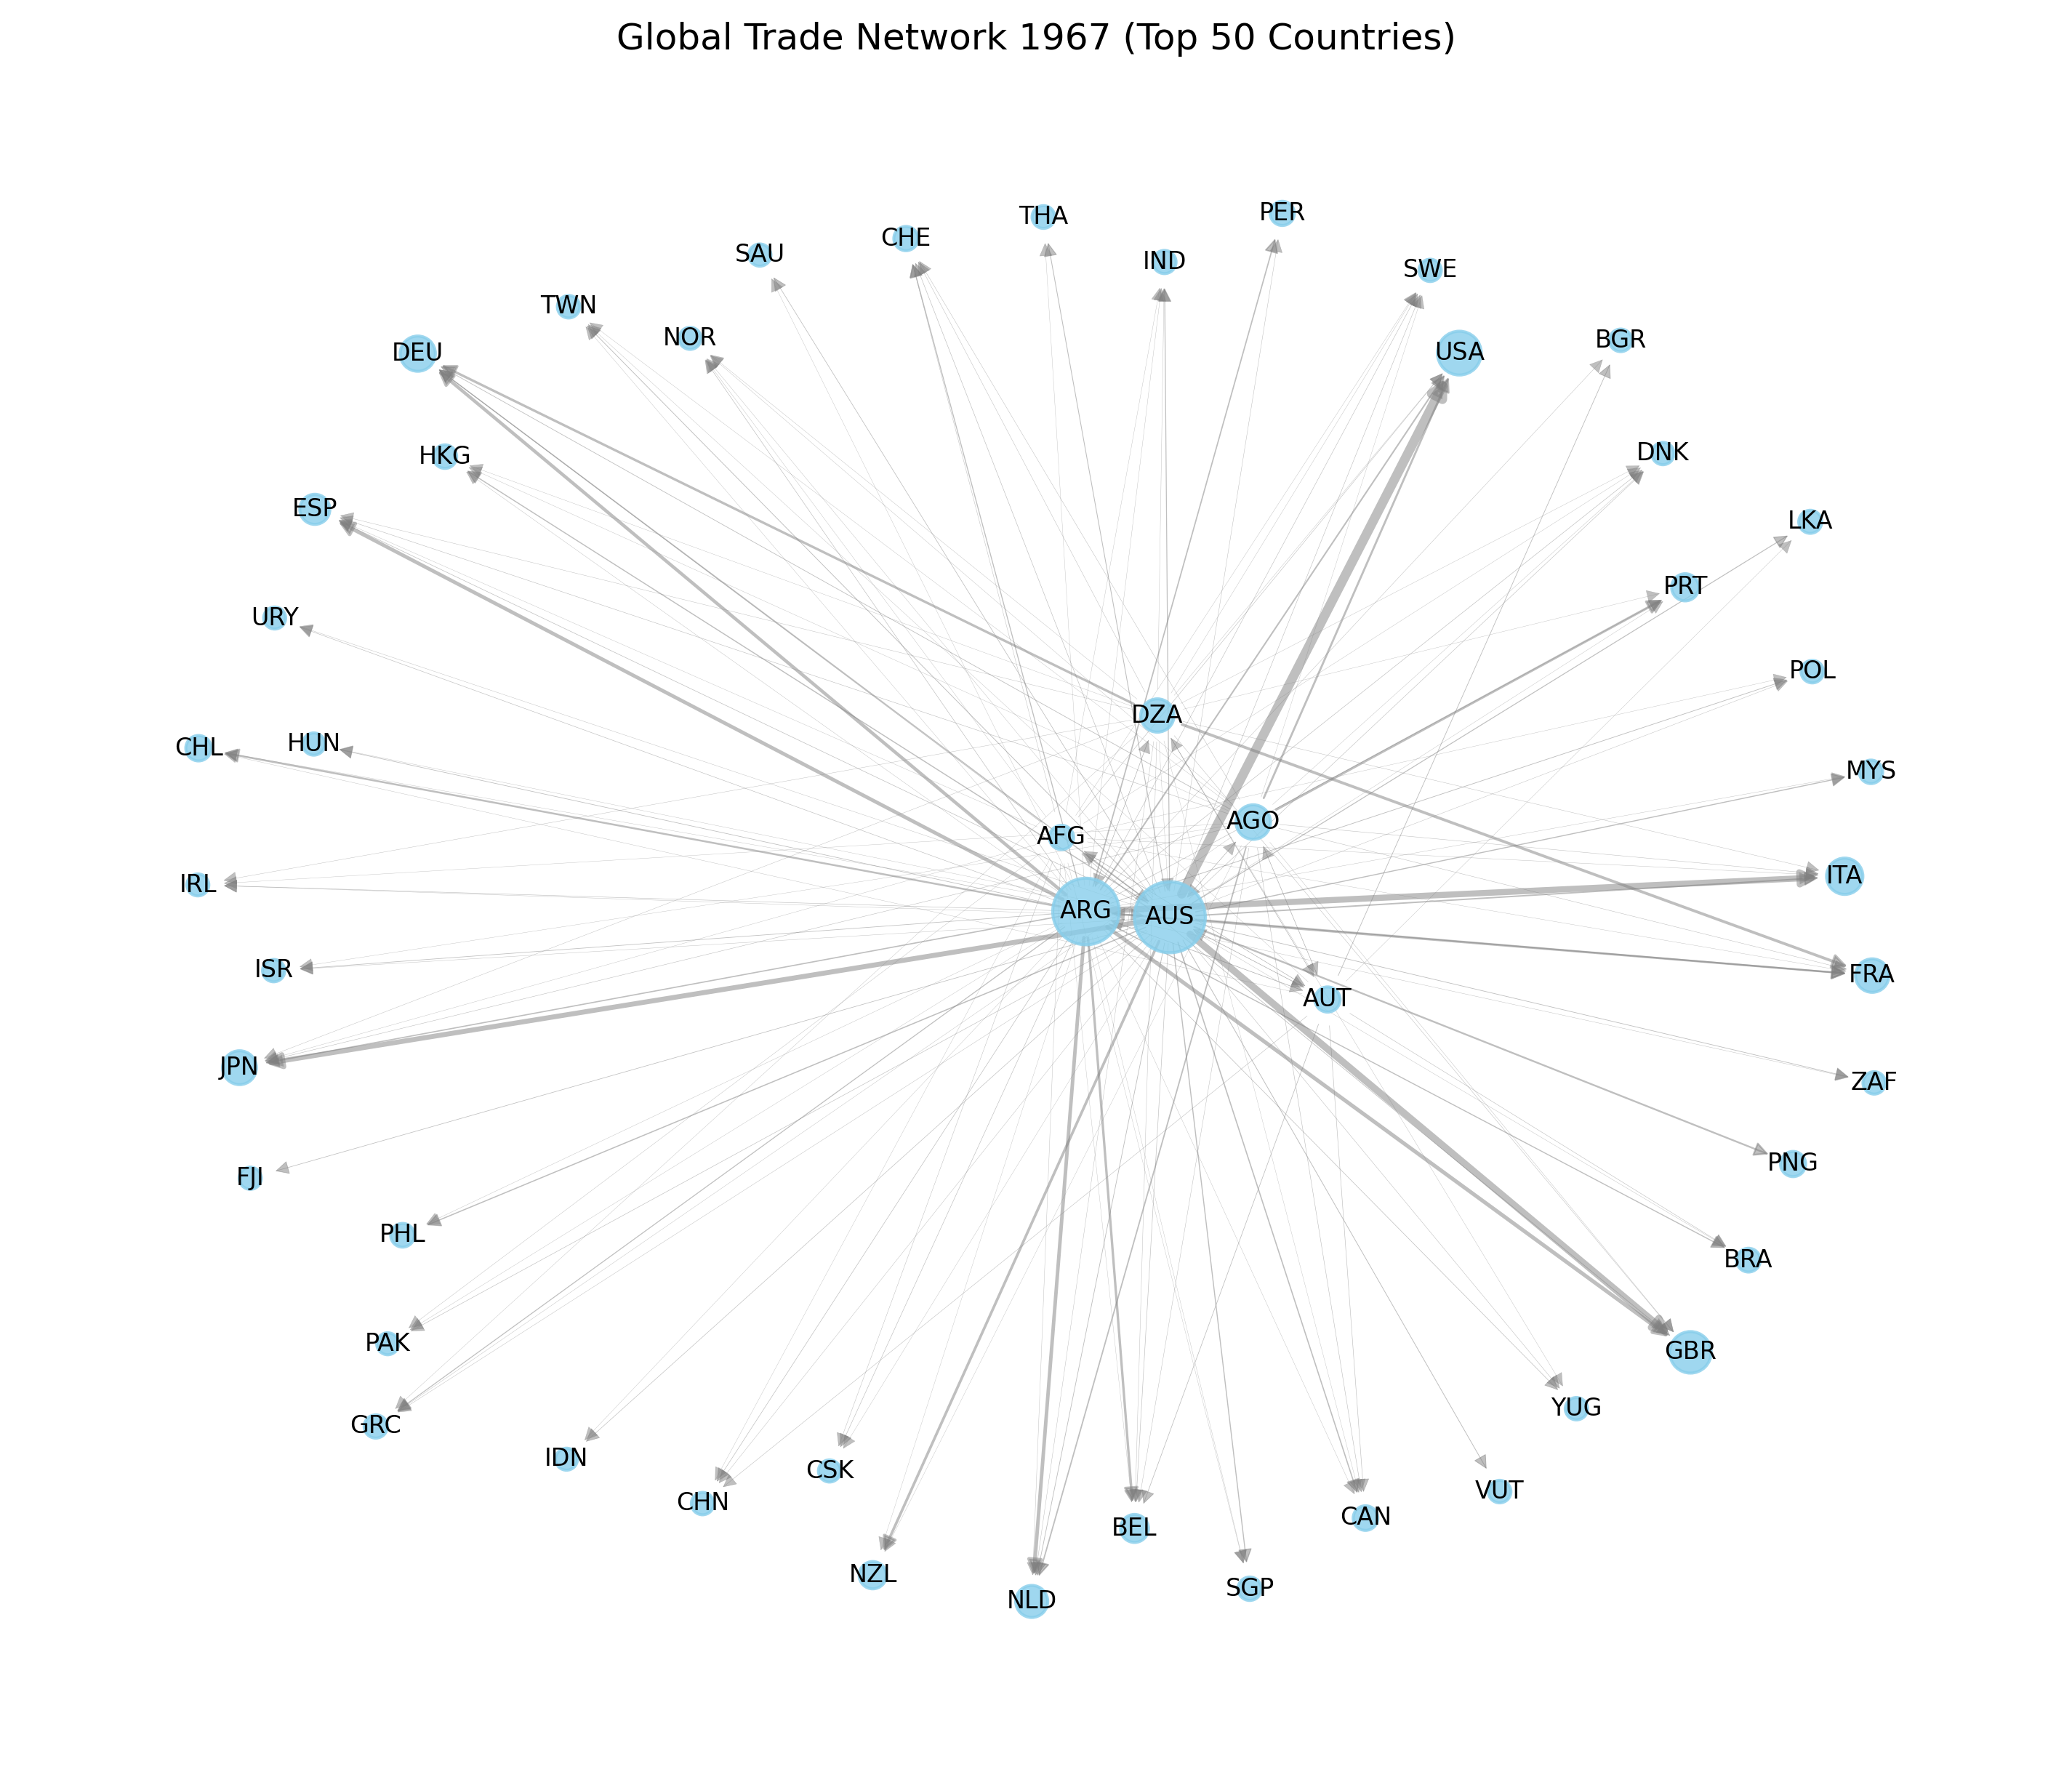 Global Trade Network 1967 (Top 50 Countries)
PER
THA
CHE
SAU
IND
SWE
TWN
NOR
DEU
USA
BGR
HKG
DNK
ESP
LKA
PRT
URY
POL
DZA
CHL
HUN
MYS
AGO
AFG
ITA
IRL
ARG
AUS
ISR
FRA
AUT
JPN
ZAF
FJI
PNG
PHL
BRA
PAK
GBR
GRC
YUG
IDN
CSK
CHN
VUT
CAN
BEL
NZL
SGP
NLD